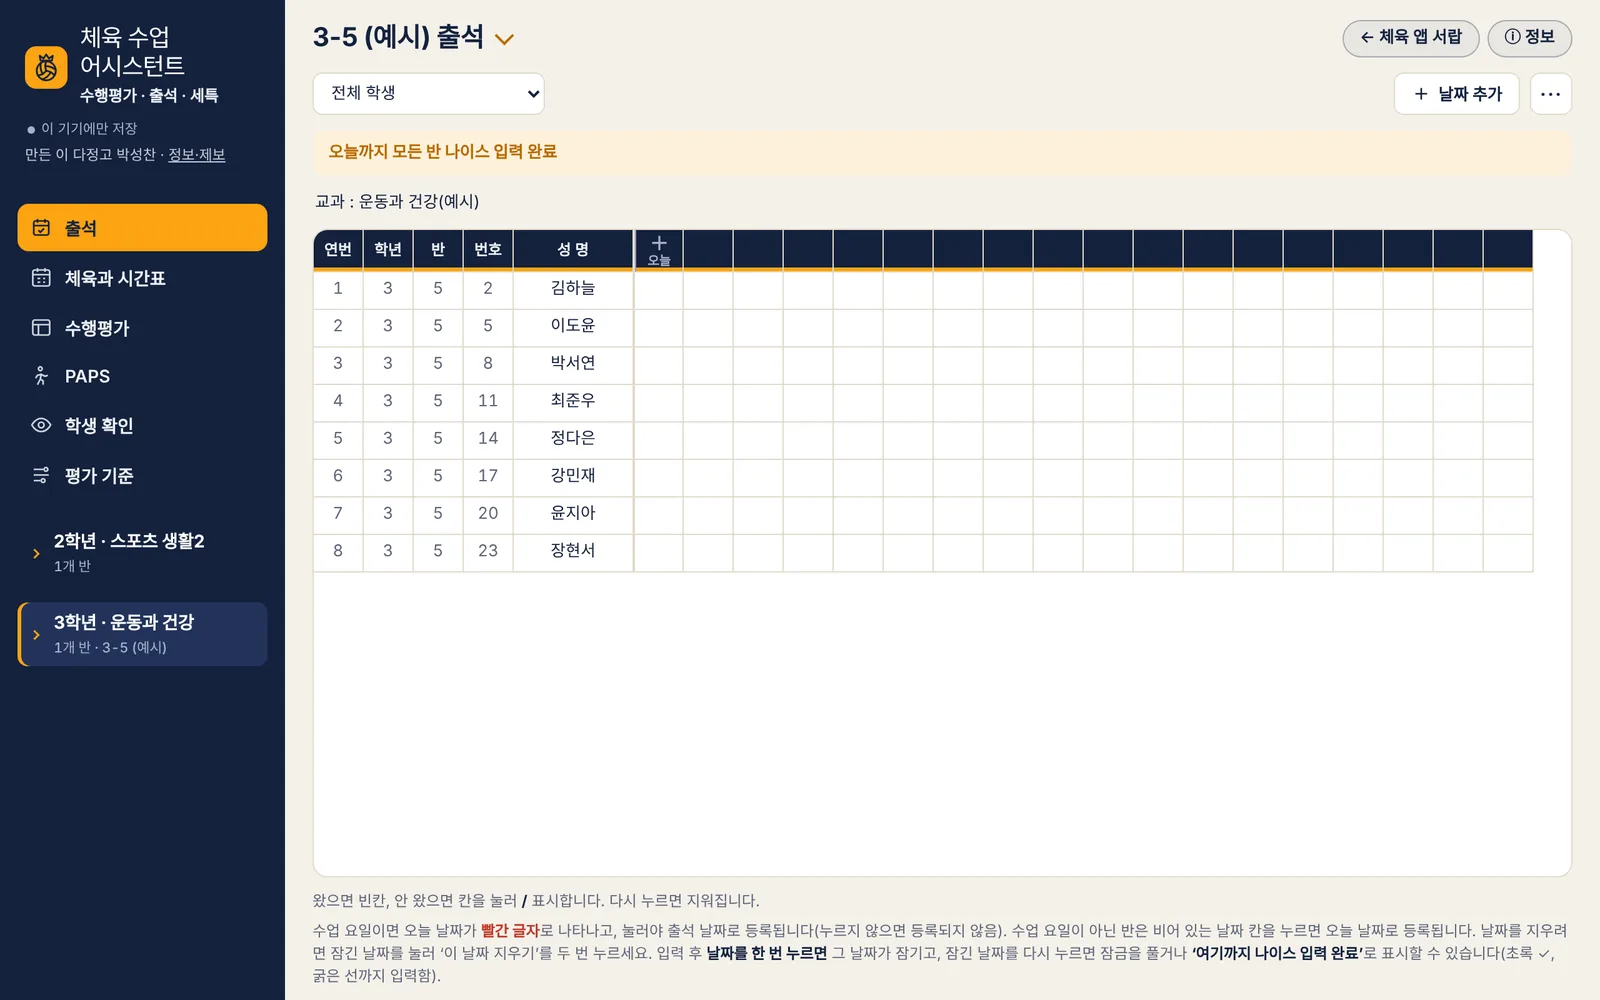 체육 수업
어시스턴트
수행평가 · 출석 · 세특
● 이 기기에만 저장
만든 이 다정고 박성찬 · 정보·제보
출석
체육과 시간표
수행평가
PAPS
학생 확인
평가 기준
2학년 · 스포츠 생활2
1개 반
3학년 · 운동과 건강
1개 반 · 3-5 (예시)
3-5 (예시) 출석
← 체육 앱 서랍
ⓘ 정보
전체 학생
+ 날짜 추가
···
오늘까지 모든 반 나이스 입력 완료
교과 : 운동과 건강(예시)
연번 학년 반 번호 성 명 + 오늘
1 3 5 2 김하늘
2 3 5 5 이도윤
3 3 5 8 박서연
4 3 5 11 최준우
5 3 5 14 정다은
6 3 5 17 강민재
7 3 5 20 윤지아
8 3 5 23 장현서
왔으면 빈칸, 안 왔으면 칸을 눌러 / 표시합니다. 다시 누르면 지워집니다.
수업 요일이면 오늘 날짜가 빨간 글자로 나타나고, 눌러야 출석 날짜로 등록됩니다(누르지 않으면 등록되지 않음). 수업 요일이 아닌 반은 비어 있는 날짜 칸을 누르면 오늘 날짜로 등록됩니다. 날짜를 지우려
면 잠긴 날짜를 눌러 ‘이 날짜 지우기’를 두 번 누르세요. 입력 후 날짜를 한 번 누르면 그 날짜가 잠기고, 잠긴 날짜를 다시 누르면 잠금을 풀거나 ‘여기까지 나이스 입력 완료’로 표시할 수 있습니다(초록 ✓,
굵은 선까지 입력함).